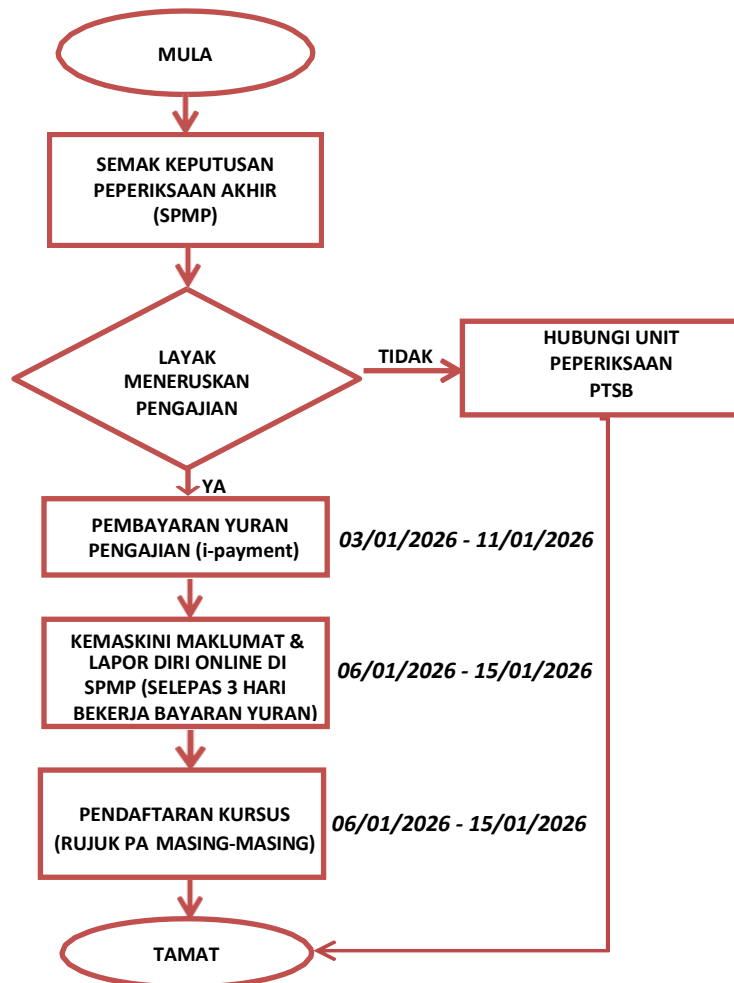 MULA
SEMAK KEPUTUSAN
PEPERIKSAAN AKHIR
(SPMP)
LAYAK
MENERUSKAN
PENGAJIAN
TIDAK
HUBUNGI UNIT
PEPERIKSAAN
PTSB
YA
PEMBAYARAN YURAN
PENGAJIAN (i-payment)
03/01/2026 - 11/01/2026
KEMASKINI MAKLUMAT &
LAPOR DIRI ONLINE DI
SPMP (SELEPAS 3 HARI
BEKERJA BAYARAN YURAN)
06/01/2026 - 15/01/2026
PENDAFTARAN KURSUS
(RUJUK PA MASING-MASING)
06/01/2026 - 15/01/2026
TAMAT